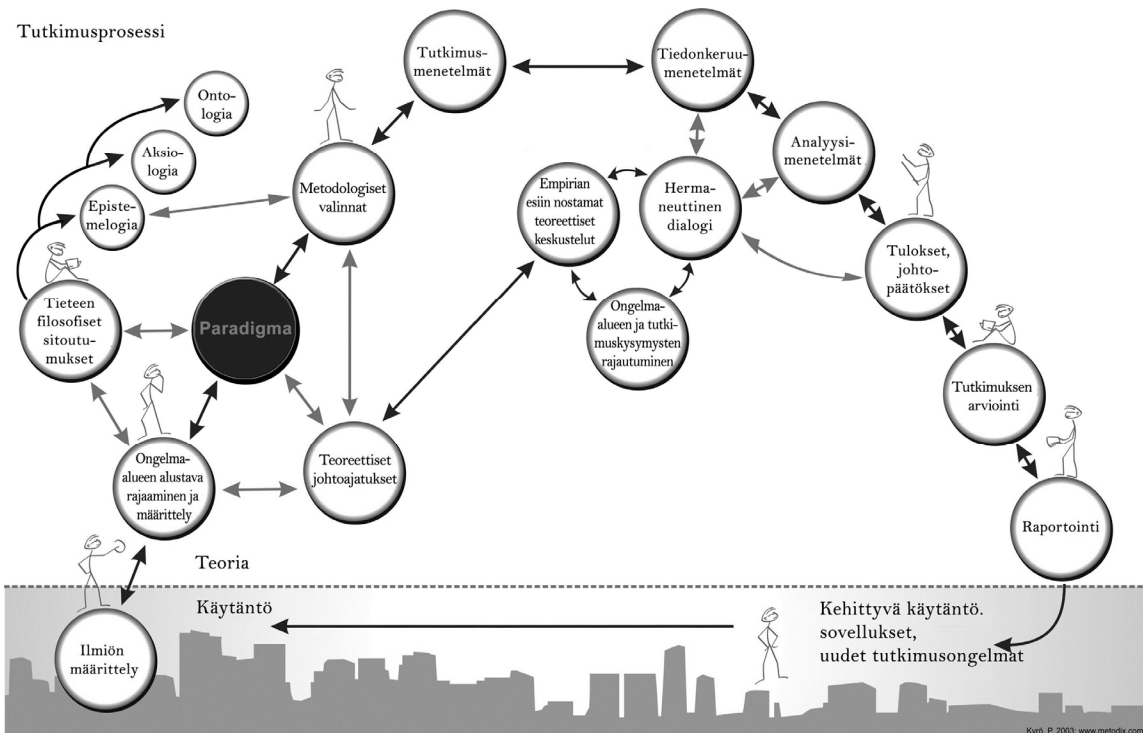 Tutkimusprosessi
Onto-
logia
Aksio-
logia
Episte-
melogia
Tieteen
filosofiset
sitoutu-
mukset
Paradigma
Ongelma-
alueen alustava
rajaaminen ja
määrittely
Ilmiön
määrittely
Metodologiset
valinnat
Teoreettiset
johtoajatukset
Tutkimus-
menetelmät
Tiedonkeruu-
menetelmät
Analyysi-
menetelmät
Empirian
esiin nostamat
teoreettiset
keskustelut
Herma-
neuttinen
dialogi
Ongelma-
alueen ja tutki-
muskysymysten
rajautuminen
Tulokset,
johto-
päätökset
Tutkimuksen
arviointi
Raportointi
Teoria
Käytäntö
Kehittyvä käytäntö.
sovellukset,
uudet tutkimusongelmat
Kyrö, P. 2003: www.metodix.com